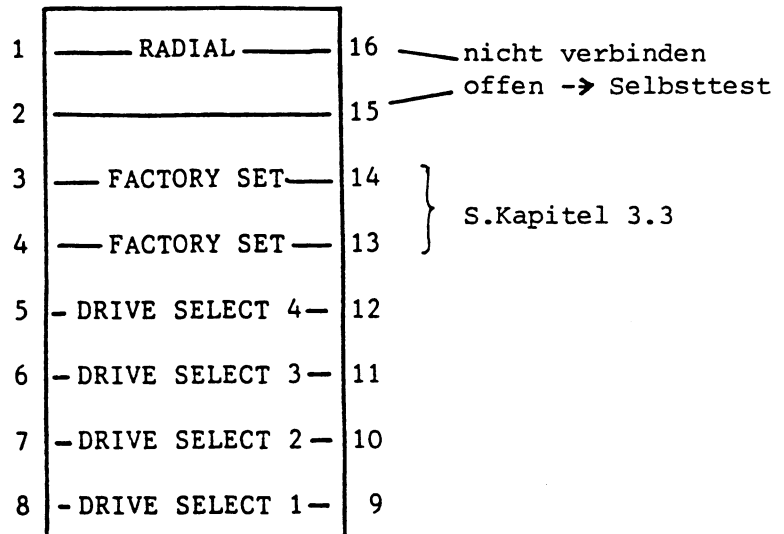 1 RADIAL 16 nicht verbinden
2 15 offen -> Selbsttest
3 FACTORY SET 14
S.Kapitel 3.3
4 FACTORY SET 13
5 DRIVE SELECT 4 12
6 DRIVE SELECT 3 11
7 DRIVE SELECT 2 10
8 DRIVE SELECT 1 9